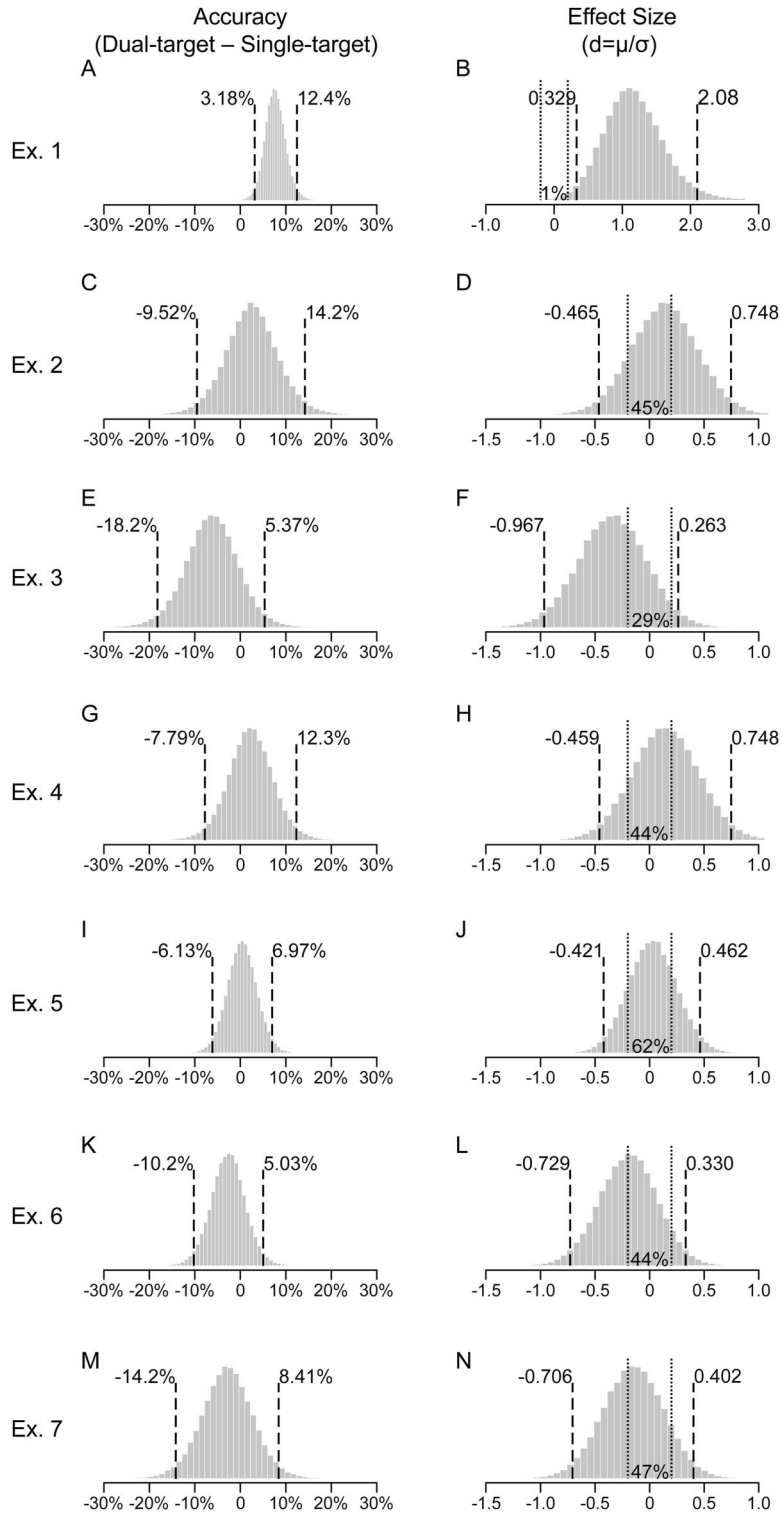 Accuracy
(Dual-target – Single-target)
Effect Size
(d=μ/σ)
Ex. 1
A
3.18% 12.4%
-30% -20% -10% 0 10% 20% 30%
B
0.329 2.08
1%
-1.0 0 1.0 2.0 3.0
Ex. 2
C
-9.52% 14.2%
-30% -20% -10% 0 10% 20% 30%
D
-0.465 0.748
45%
-1.5 -1.0 -0.5 0 0.5 1.0
Ex. 3
E
-18.2% 5.37%
-30% -20% -10% 0 10% 20% 30%
F
-0.967 0.263
29%
-1.5 -1.0 -0.5 0 0.5 1.0
Ex. 4
G
-7.79% 12.3%
-30% -20% -10% 0 10% 20% 30%
H
-0.459 0.748
44%
-1.5 -1.0 -0.5 0 0.5 1.0
Ex. 5
I
-6.13% 6.97%
-30% -20% -10% 0 10% 20% 30%
J
-0.421 0.462
62%
-1.5 -1.0 -0.5 0 0.5 1.0
Ex. 6
K
-10.2% 5.03%
-30% -20% -10% 0 10% 20% 30%
L
-0.729 0.330
44%
-1.5 -1.0 -0.5 0 0.5 1.0
Ex. 7
M
-14.2% 8.41%
-30% -20% -10% 0 10% 20% 30%
N
-0.706 0.402
47%
-1.5 -1.0 -0.5 0 0.5 1.0